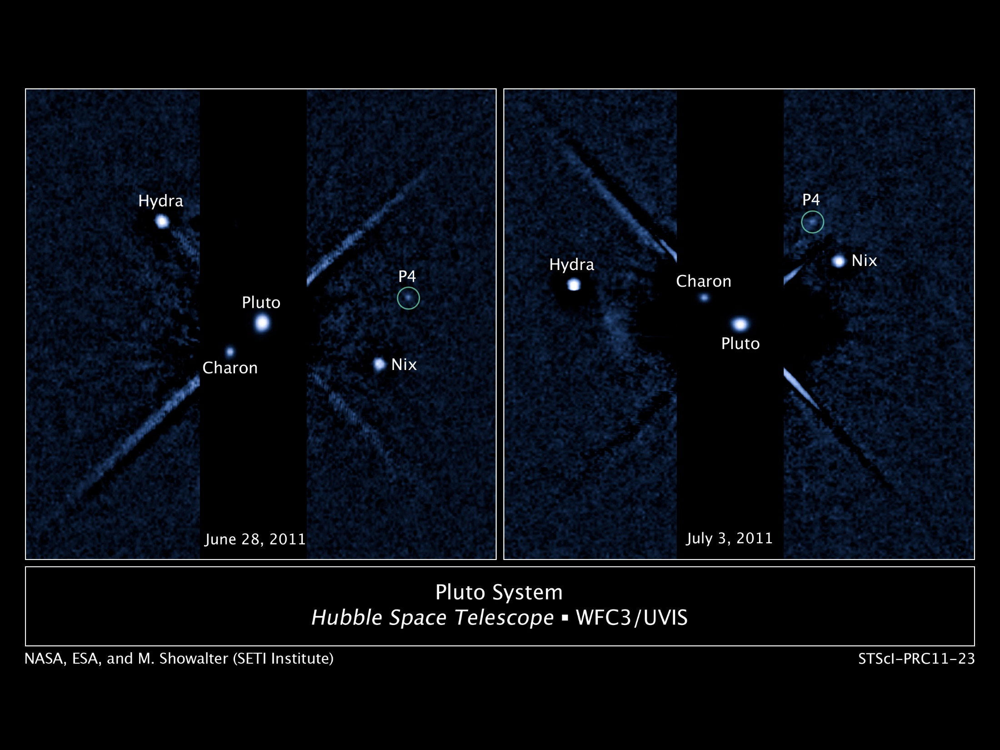 Hydra
Pluto
Charon
P4
Nix
June 28, 2011
Hydra
Charon
Pluto
P4
Nix
July 3, 2011
Pluto System
Hubble Space Telescope ▪ WFC3/UVIS
NASA, ESA, and M. Showalter (SETI Institute)
STScI-PRC11-23